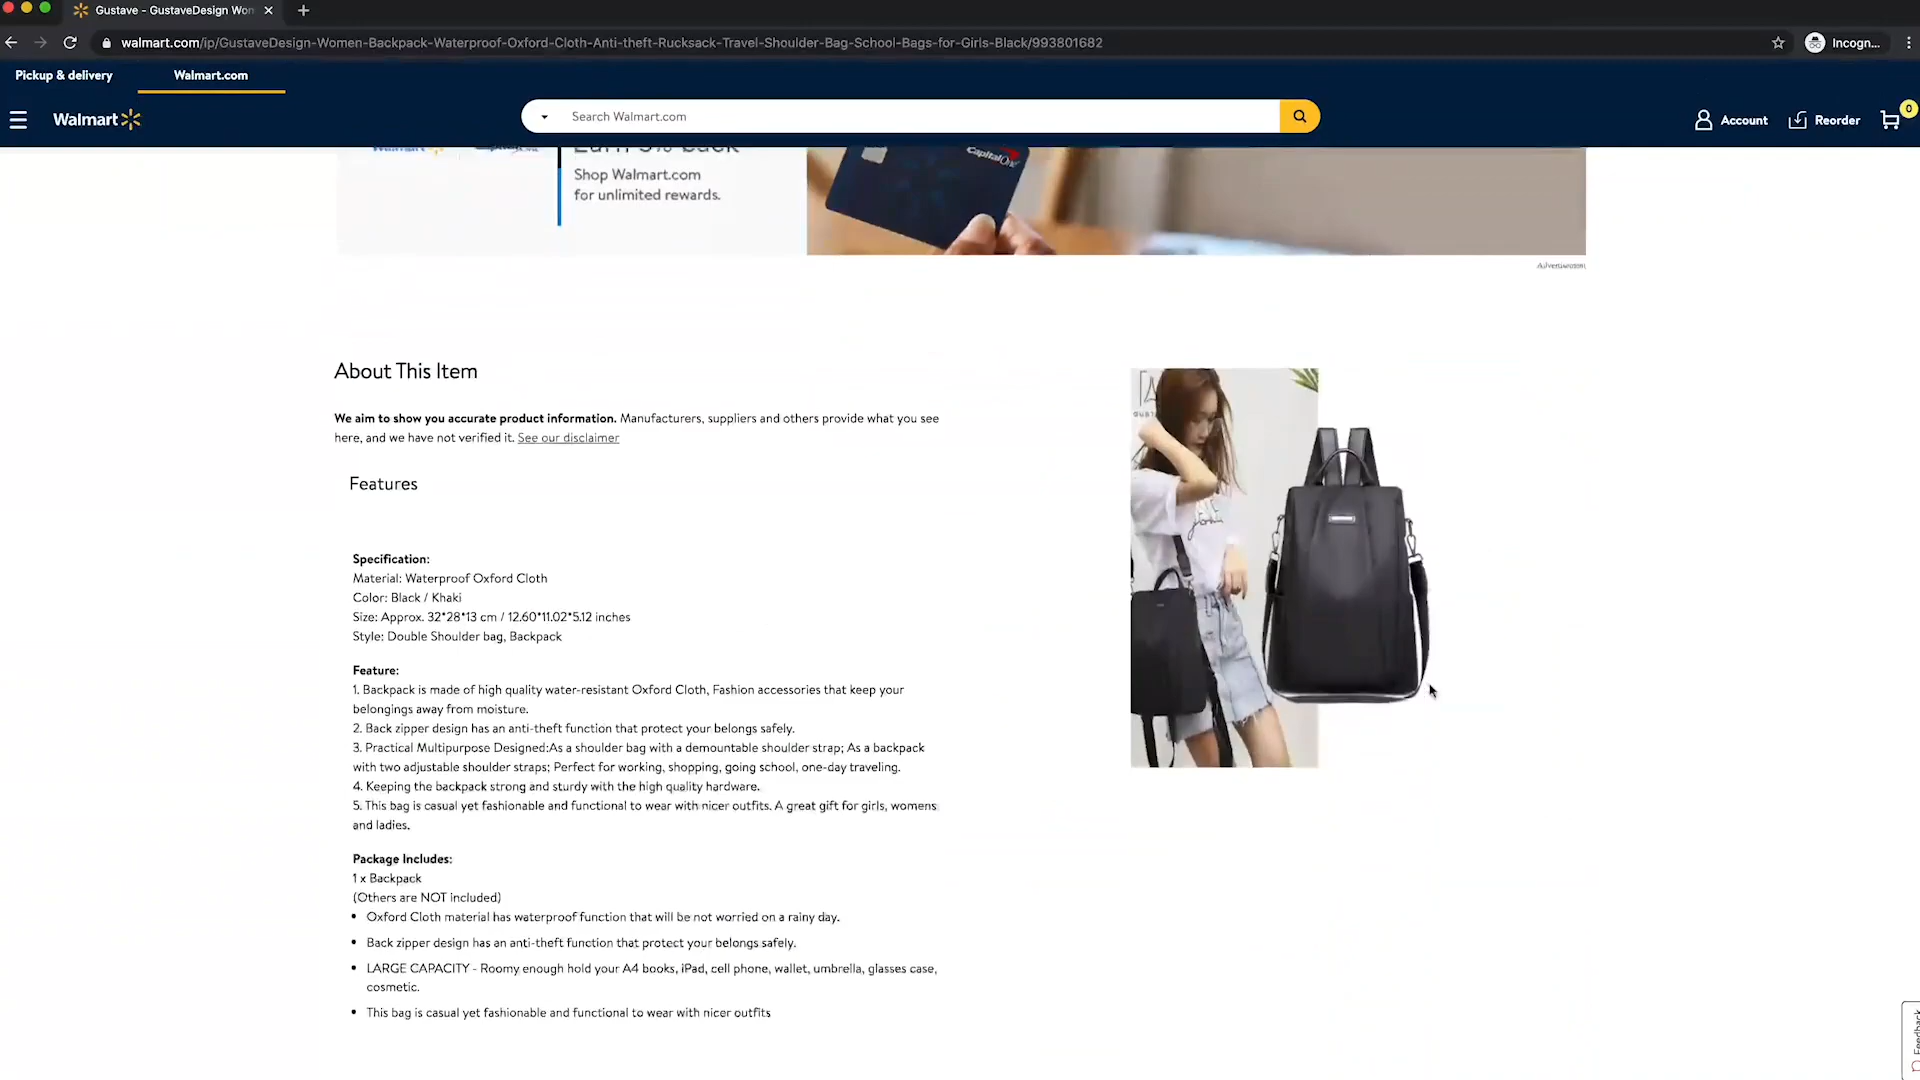 Gustave - GustaveDesign Won
walmart.com/ip/GustaveDesign-Women-Backpack-Waterproof-Oxford-Cloth-Anti-theft-Rucksack-Travel-Shoulder-Bag-School-Bags-for-Girls-Black/993801682
Incogn...
Pickup & delivery
Walmart.com
Walmart
Search Walmart.com
Account
Reorder
0
Walmart
Earn 5% back
Shop Walmart.com
for unlimited rewards.
CapitalOne
Advertisement
About This Item
We aim to show you accurate product information. Manufacturers, suppliers and others provide what you see
here, and we have not verified it. See our disclaimer
Features
Specification:
Material: Waterproof Oxford Cloth
Color: Black / Khaki
Size: Approx. 32*28*13 cm / 12.60*11.02*5.12 inches
Style: Double Shoulder bag, Backpack
Feature:
1. Backpack is made of high quality water-resistant Oxford Cloth, Fashion accessories that keep your
belongings away from moisture.
2. Back zipper design has an anti-theft function that protect your belongs safely.
3. Practical Multipurpose Designed:As a shoulder bag with a demountable shoulder strap; As a backpack
with two adjustable shoulder straps; Perfect for working, shopping, going school, one-day traveling.
4. Keeping the backpack strong and sturdy with the high quality hardware.
5. This bag is casual yet fashionable and functional to wear with nicer outfits. A great gift for girls, womens
and ladies.
Package Includes:
1 x Backpack
(Others are NOT included)
• Oxford Cloth material has waterproof function that will be not worried on a rainy day.
• Back zipper design has an anti-theft function that protect your belongs safely.
• LARGE CAPACITY - Roomy enough hold your A4 books, iPad, cell phone, wallet, umbrella, glasses case,
cosmetic.
• This bag is casual yet fashionable and functional to wear with nicer outfits
Feedback